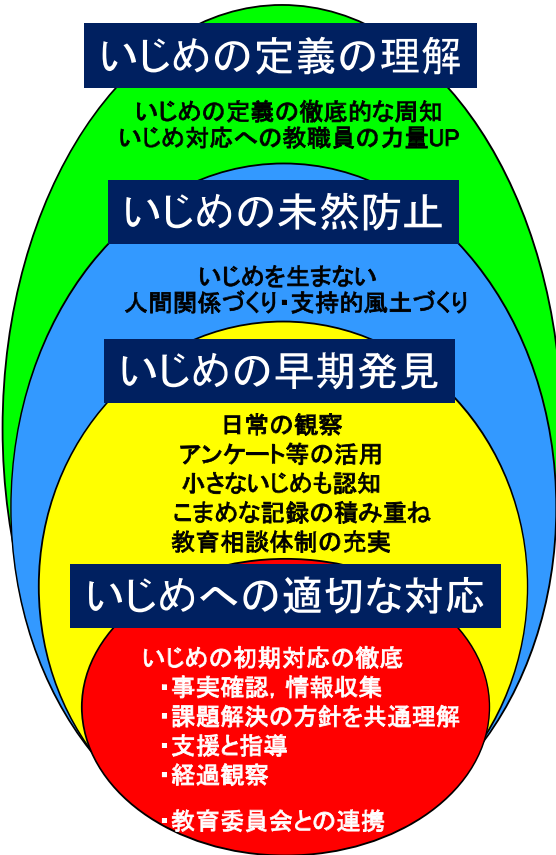 いじめの定義の理解
いじめの定義の徹底的な周知
いじめ対応への教職員の力量UP
いじめの未然防止
いじめを生まない
人間関係づくり・支持的風土づくり
いじめの早期発見
日常の観察
アンケート等の活用
小さないじめも認知
こまめな記録の積み重ね
教育相談体制の充実
いじめへの適切な対応
いじめの初期対応の徹底
・事実確認，情報収集
・課題解決の方針を共通理解
・支援と指導
・経過観察
・教育委員会との連携